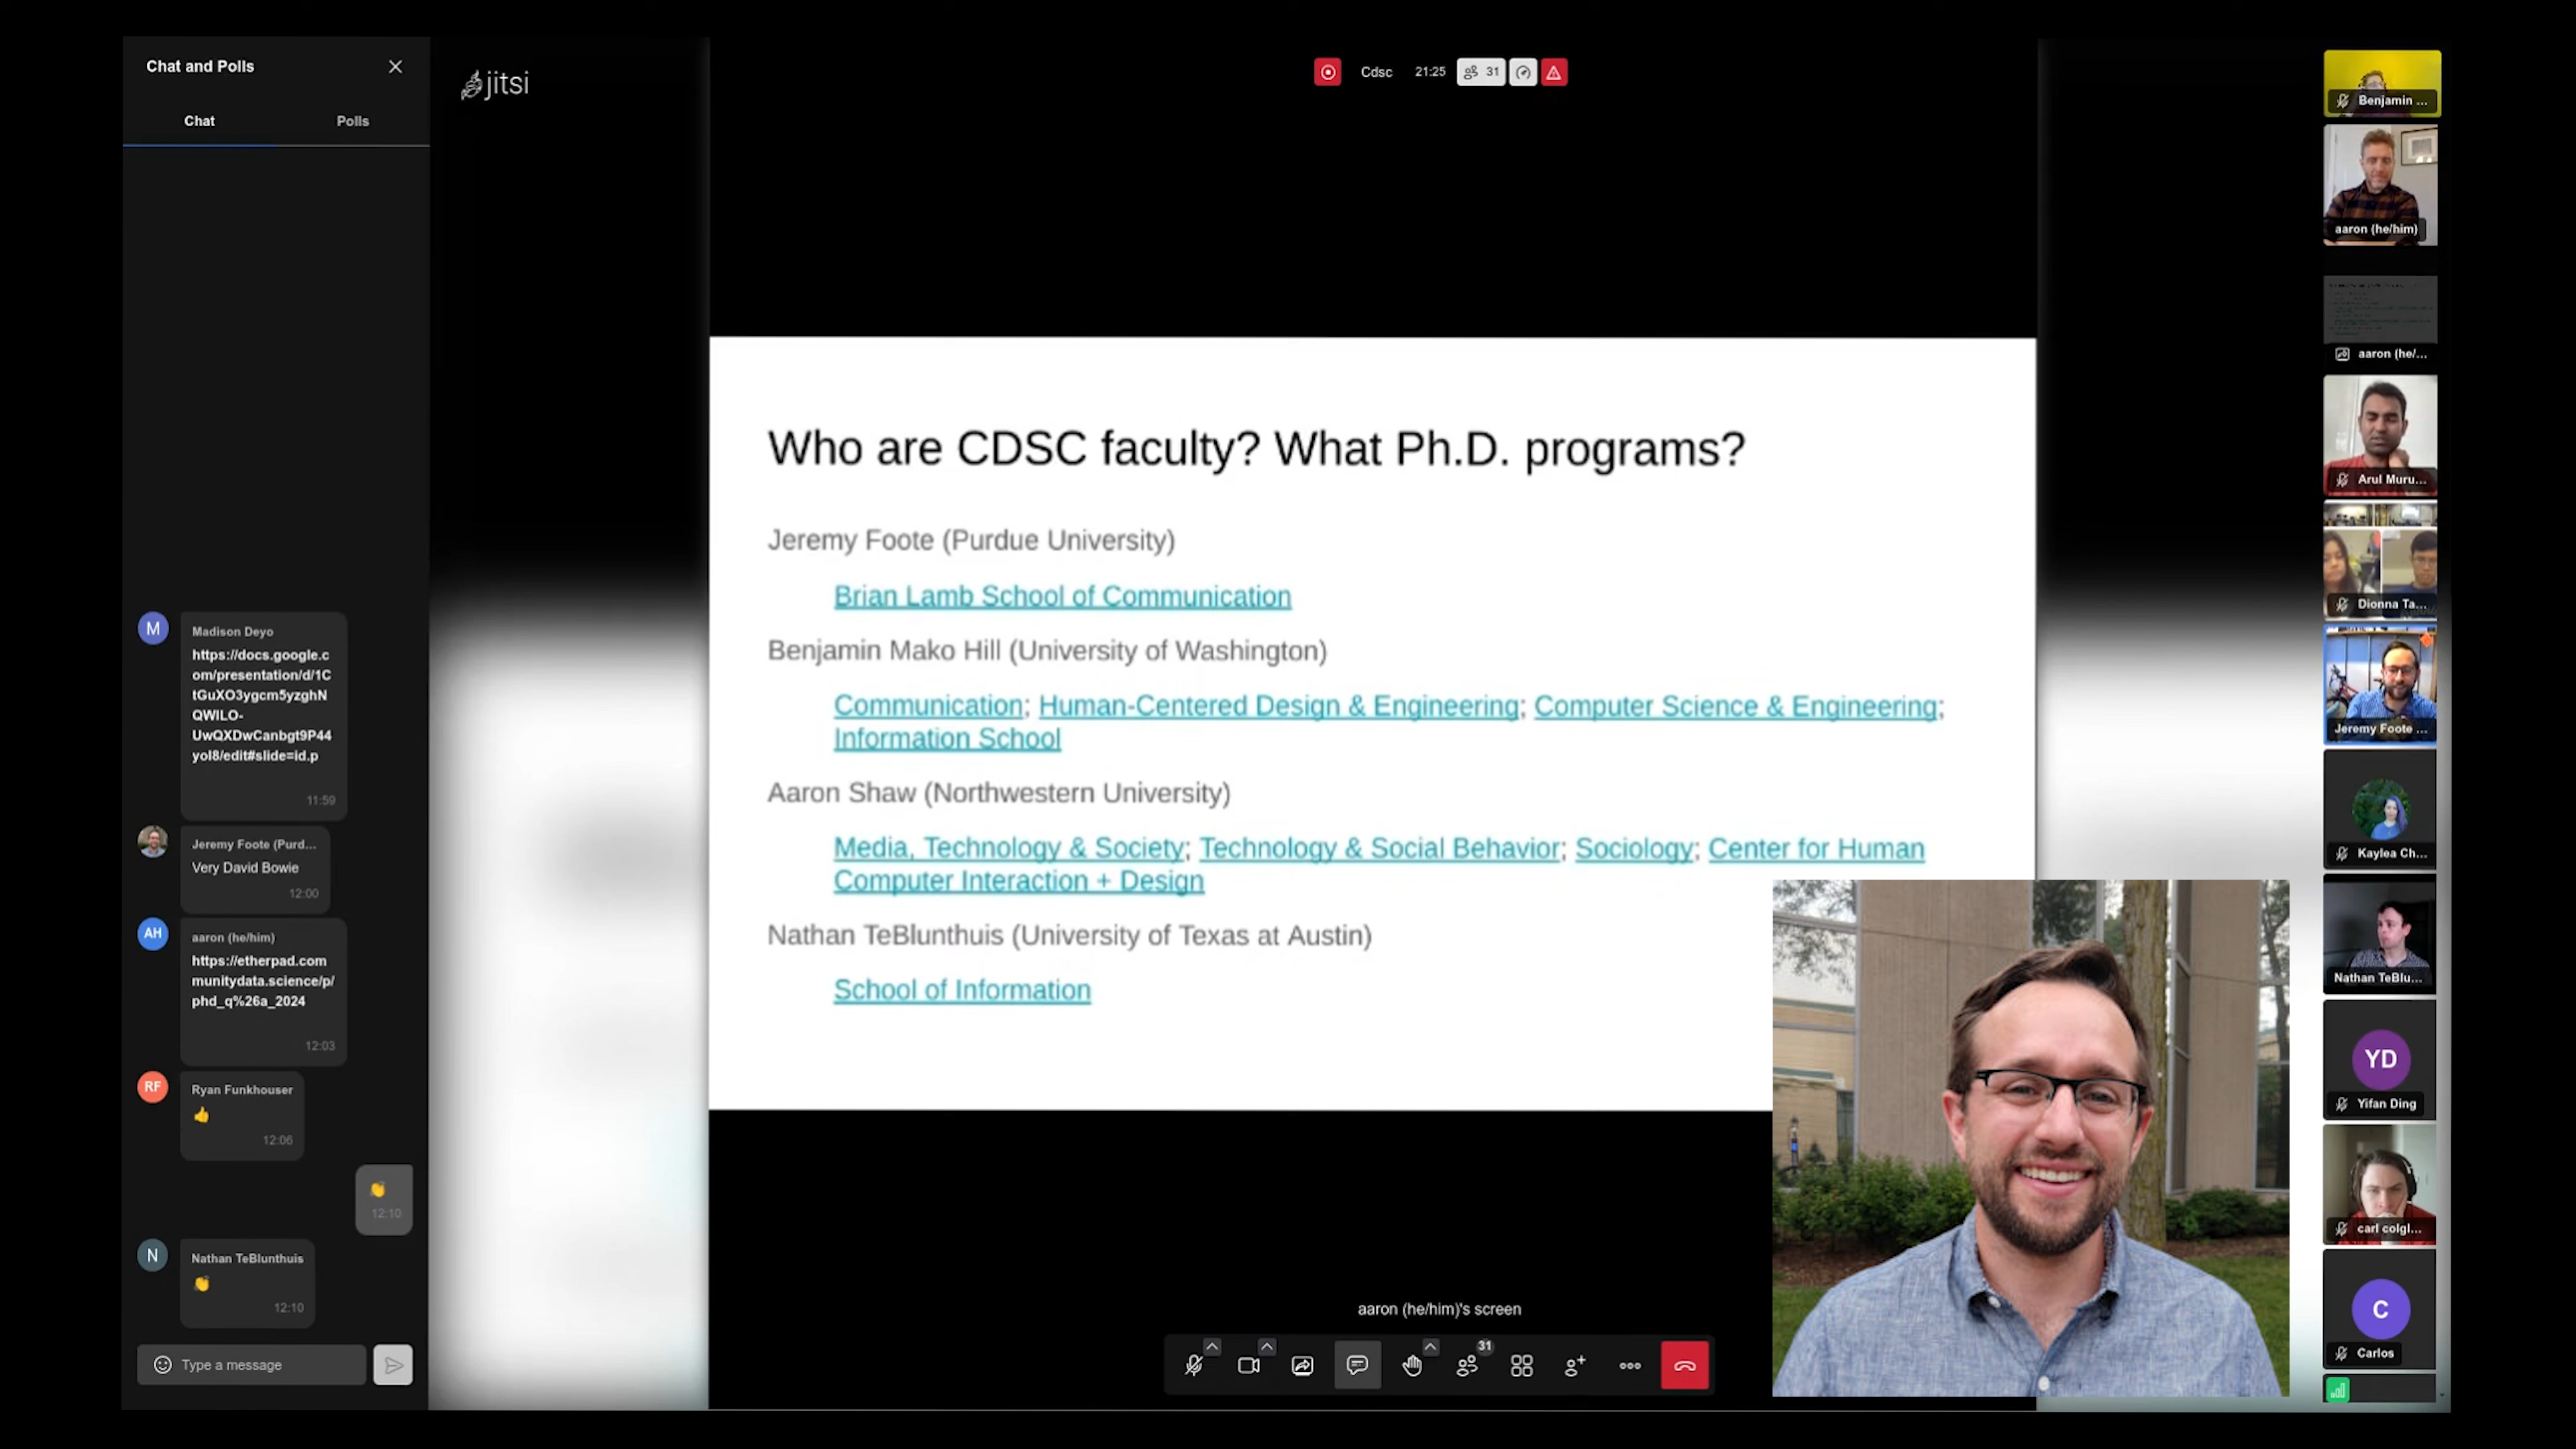 Chat and Polls
Chat
Polls
Madison Deyo
https://docs.google.c
om/presentation/d/1C
tGuXO3ygcm5yzghN
QWlLO-
UwQXDwCanbgt9P44
yoI8/edit#slide=id.p
11:59
Jeremy Foote (Purd...
Very David Bowie
12:00
AH
aaron (he/him)
https://etherpad.com
munitydata.science/p/
phd_q%26a_2024
12:03
RF
Ryan Funkhouser
👍
12:06
👏
12:10
N
Nathan TeBlunthuis
👏
12:10
Type a message
jitsi
Cdsc
21:25
31
Who are CDSC faculty? What Ph.D. programs?
Jeremy Foote (Purdue University)
Brian Lamb School of Communication
Benjamin Mako Hill (University of Washington)
Communication; Human-Centered Design & Engineering; Computer Science & Engineering;
Information School
Aaron Shaw (Northwestern University)
Media, Technology & Society; Technology & Social Behavior; Sociology; Center for Human
Computer Interaction + Design
Nathan TeBlunthuis (University of Texas at Austin)
School of Information
aaron (he/him)'s screen
31
Benjamin ...
aaron (he/him)
aaron (he/...
Arul Muru...
Dionna Ta...
Jeremy Foote ...
Kaylea Ch...
Nathan TeBlu...
YD
Yifan Ding
carl colgl...
C
Carlos